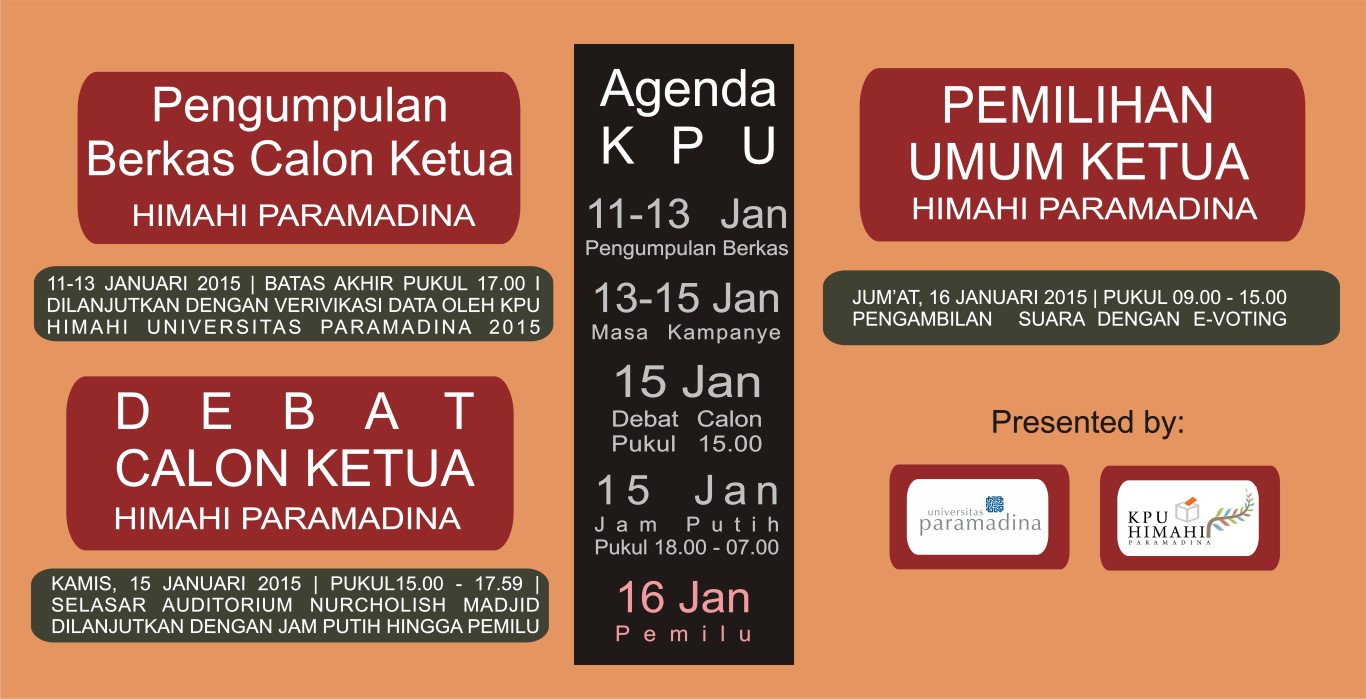 Pengumpulan
Berkas Calon Ketua
HIMAHI PARAMADINA
11-13 JANUARI 2015 | BATAS AKHIR PUKUL 17.00 I
DILANJUTKAN DENGAN VERIVIKASI DATA OLEH KPU
HIMAHI UNIVERSITAS PARAMADINA 2015
D E B A T
CALON KETUA
HIMAHI PARAMADINA
KAMIS, 15 JANUARI 2015 | PUKUL15.00 - 17.59 |
SELASAR AUDITORIUM NURCHOLISH MADJID
DILANJUTKAN DENGAN JAM PUTIH HINGGA PEMILU
Agenda
K P U
11-13 Jan
Pengumpulan Berkas
13-15 Jan
Masa Kampanye
15 Jan
Debat Calon
Pukul 15.00
15 Jan
Jam Putih
Pukul 18.00 - 07.00
16 Jan
Pemilu
PEMILIHAN
UMUM KETUA
HIMAHI PARAMADINA
JUM'AT, 16 JANUARI 2015 | PUKUL 09.00 - 15.00
PENGAMBILAN SUARA DENGAN E-VOTING
Presented by:
universitas
paramadina
KPU
HIMAHI
PARAMADINA